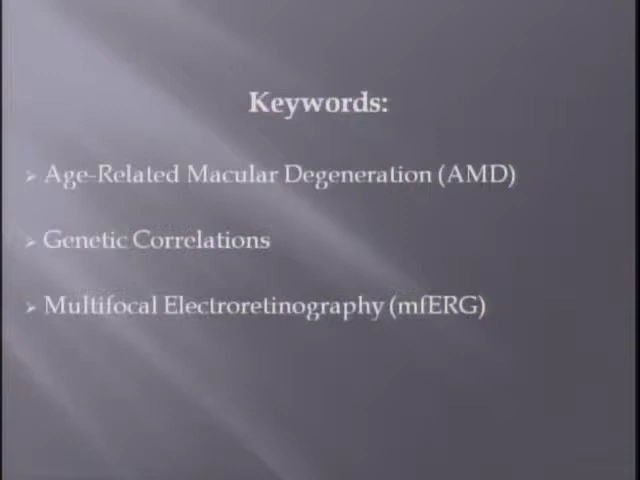 Keywords:
➢ Age-Related Macular Degeneration (AMD)
➢ Genetic Correlations
➢ Multifocal Electroretinography (mfERG)